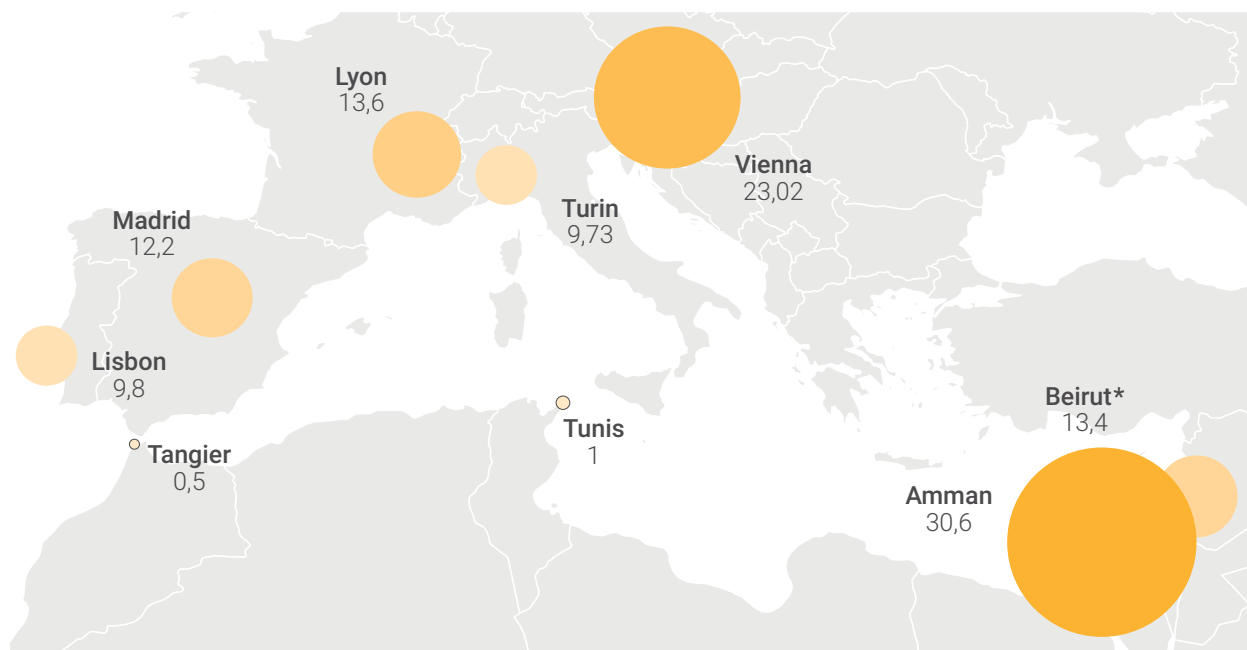 Lyon
13,6
Vienna
23,02
Turin
9,73
Madrid
12,2
Lisbon
9,8
Tangier
0,5
Tunis
1
Beirut*
13,4
Amman
30,6